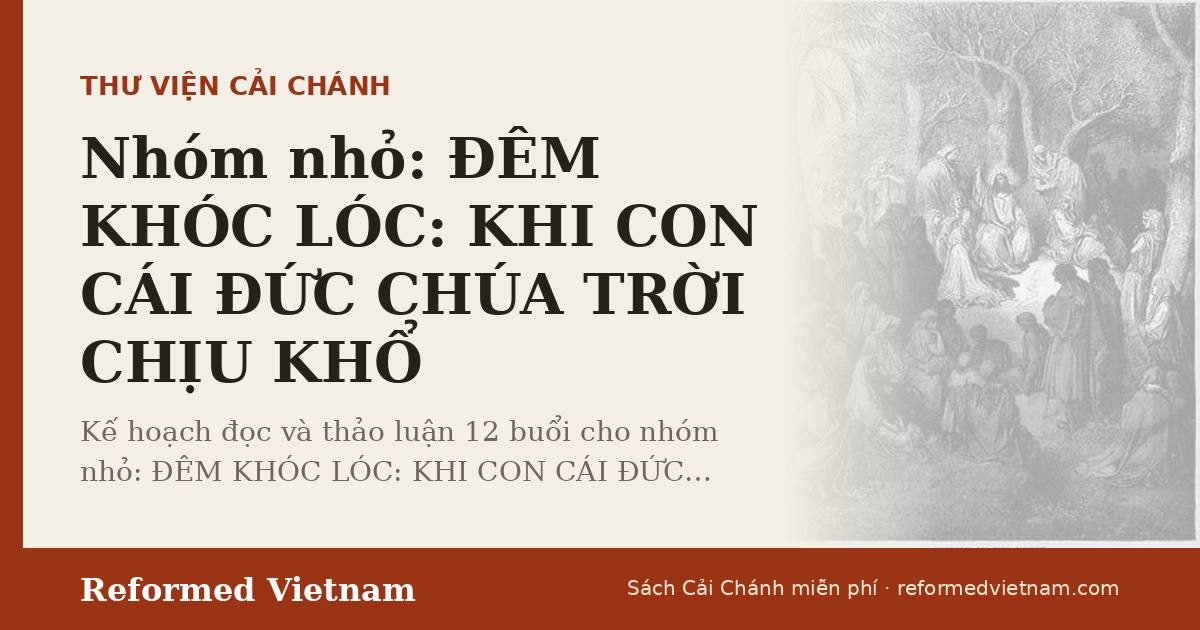 THƯ VIỆN CẢI CHÁNH
Nhóm nhỏ: ĐÊM
KHÓC LÓC: KHI CON
CÁI ĐỨC CHÚA TRỜI
CHỊU KHỔ
Kế hoạch đọc và thảo luận 12 buổi cho nhóm
nhỏ: ĐÊM KHÓC LÓC: KHI CON CÁI ĐỨC...
Reformed Vietnam
Sách Cải Chánh miễn phí · reformedvietnam.com